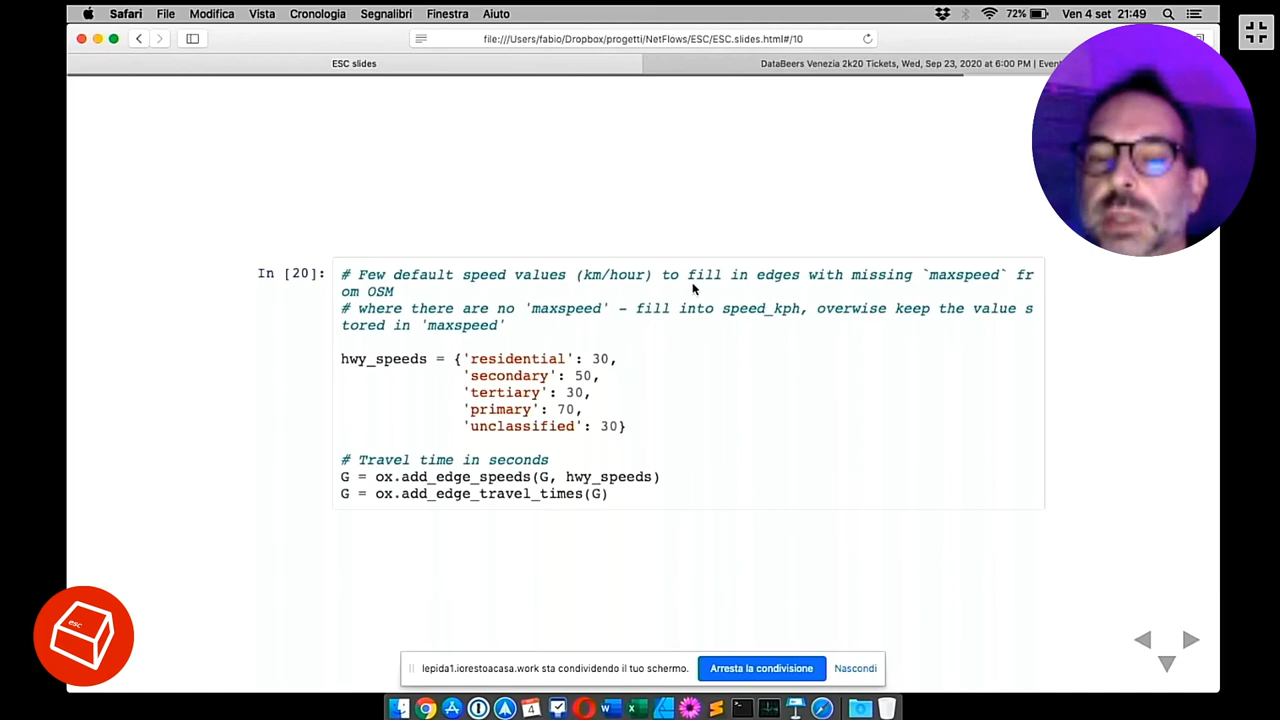 Safari File Modifica Vista Cronologia Segnalibri Finestra Aiuto 72% Ven 4 set 21:49
file:///Users/fabio/Dropbox/progetti/NetFlows/ESC/ESC.slides.html#/10
ESC slides
DataBeers Venezia 2k20 Tickets, Wed, Sep 23, 2020 at 6:00 PM | Event
In [20]:
# Few default speed values (km/hour) to fill in edges with missing `maxspeed` fr
om OSM
# where there are no 'maxspeed' - fill into speed_kph, overwise keep the value s
tored in 'maxspeed'
hwy_speeds = {'residential': 30,
'secondary': 50,
'tertiary': 30,
'primary': 70,
'unclassified': 30}
# Travel time in seconds
G = ox.add_edge_speeds(G, hwy_speeds)
G = ox.add_edge_travel_times(G)
esc
lepida1.iorestoacasa.work sta condividendo il tuo schermo. Arresta la condivisione Nascondi
4